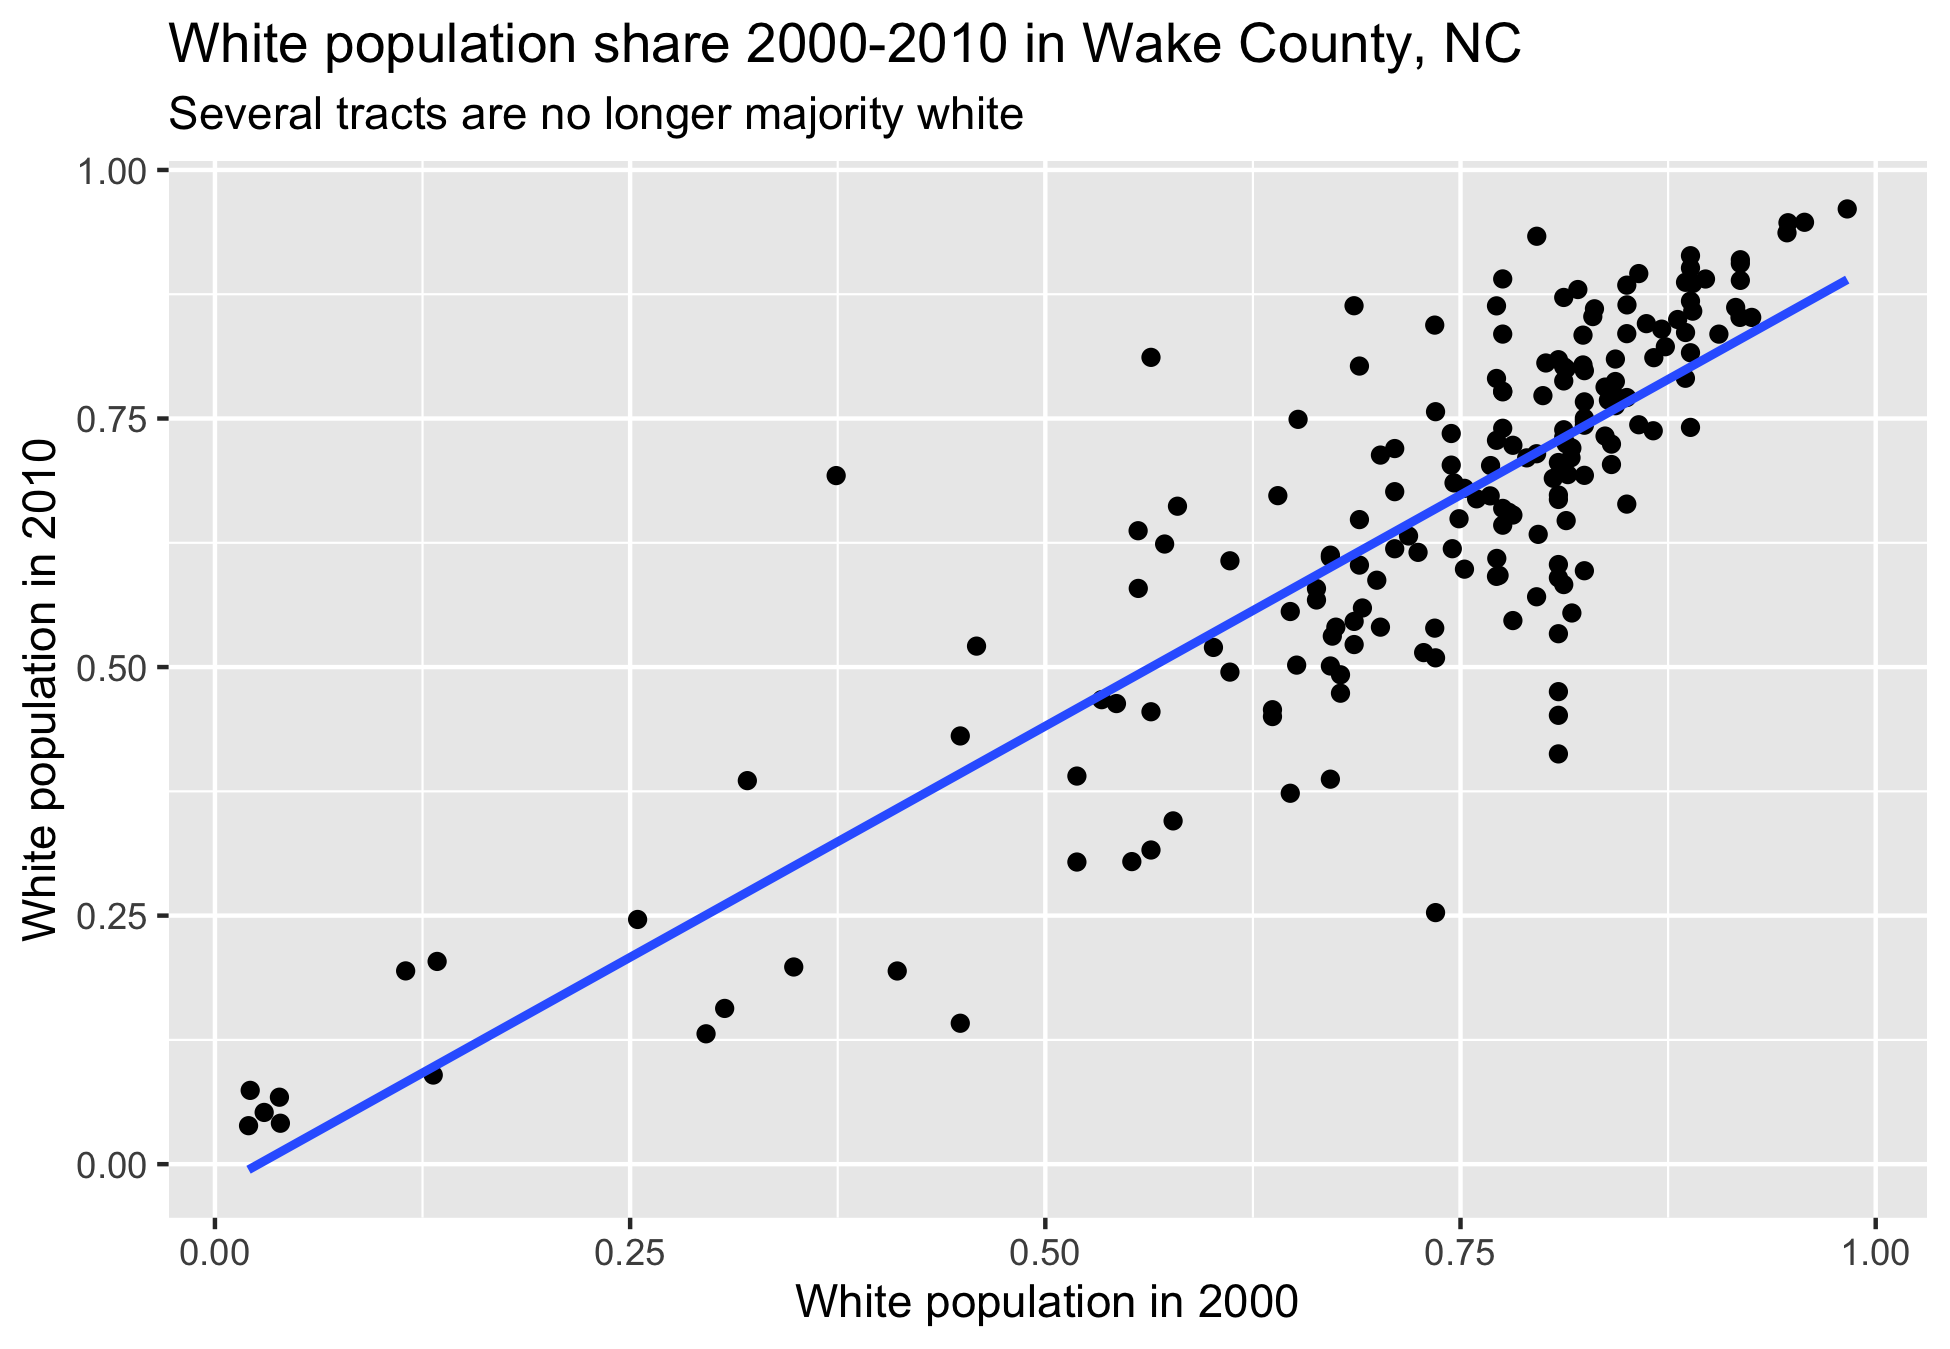 White population share 2000-2010 in Wake County, NC
Several tracts are no longer majority white
White population in 2010
1.00
0.75
0.50
0.25
0.00
0.00 0.25 0.50 0.75 1.00
White population in 2000